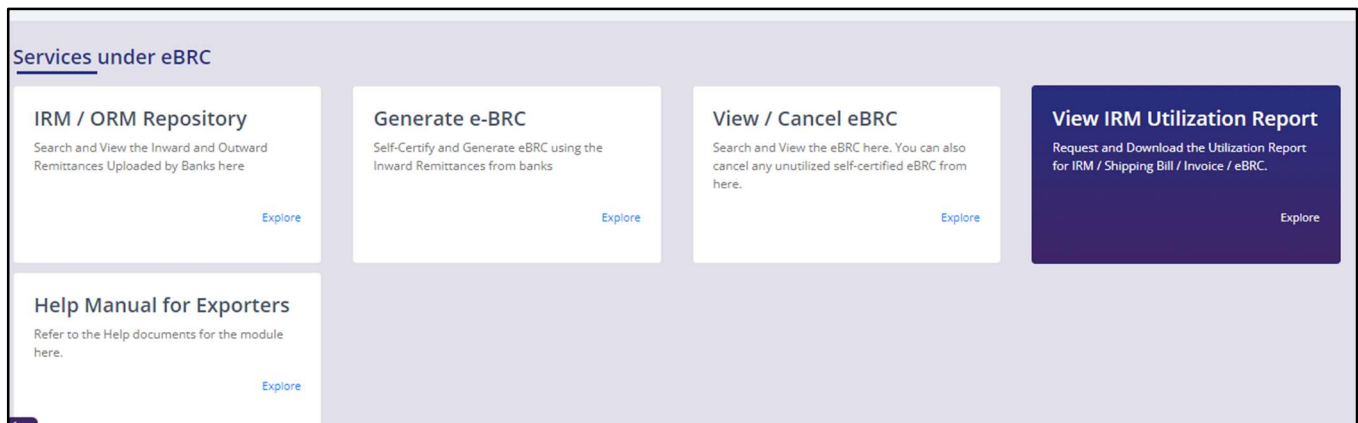 Services under eBRC
IRM / ORM Repository
Search and View the Inward and Outward
Remittances Uploaded by Banks here
Explore
Generate e-BRC
Self-Certify and Generate eBRC using the
Inward Remittances from banks
Explore
View / Cancel eBRC
Search and View the eBRC here. You can also
cancel any unutilized self-certified eBRC from
here.
Explore
View IRM Utilization Report
Request and Download the Utilization Report
for IRM / Shipping Bill / Invoice / eBRC.
Explore
Help Manual for Exporters
Refer to the Help documents for the module
here.
Explore